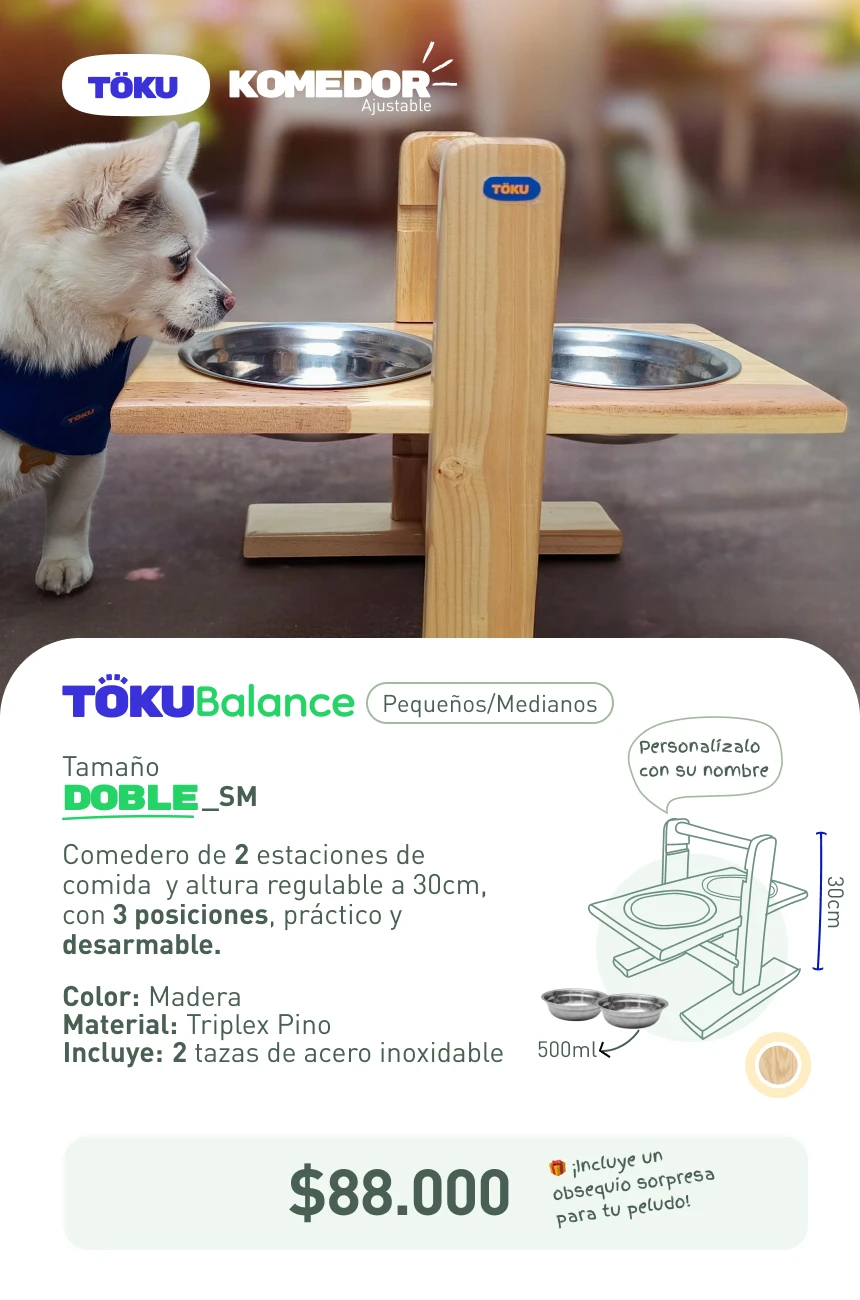 TÖKU KOMEDOR
Ajustable
TÖKU
TÖKU
TÖKUBalance Pequeños/Medianos
Personalízalo
con su nombre
Tamaño
DOBLE_SM
Comedero de 2 estaciones de
comida y altura regulable a 30cm,
con 3 posiciones, práctico y
desarmable.
30cm
Color: Madera
Material: Triplex Pino
Incluye: 2 tazas de acero inoxidable
500ml
$88.000
¡Incluye un
obsequio sorpresa
para tu peludo!